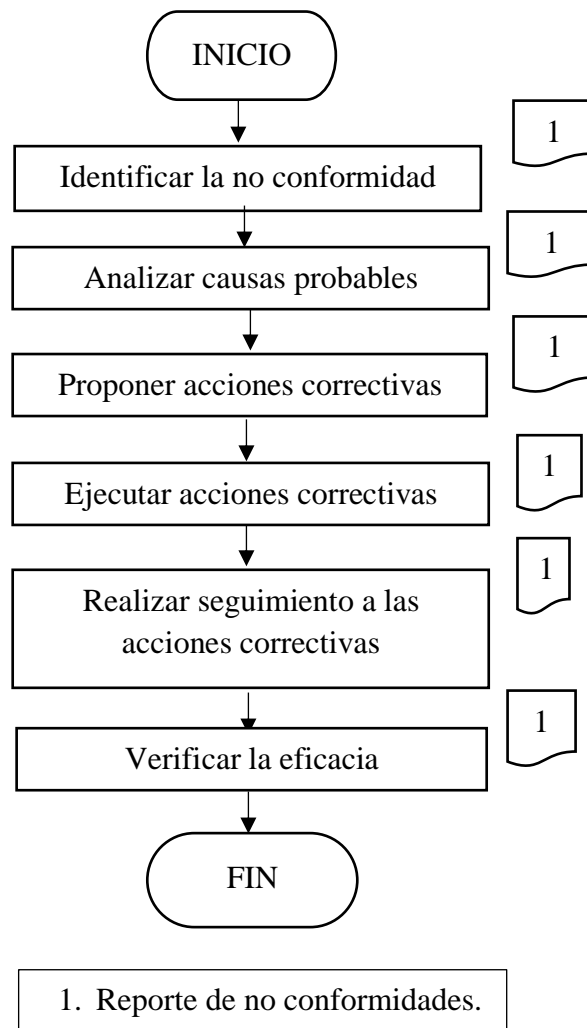 INICIO
1
Identificar la no conformidad
1
Analizar causas probables
1
Proponer acciones correctivas
1
Ejecutar acciones correctivas
1
Realizar seguimiento a las
acciones correctivas
1
Verificar la eficacia
FIN
1. Reporte de no conformidades.